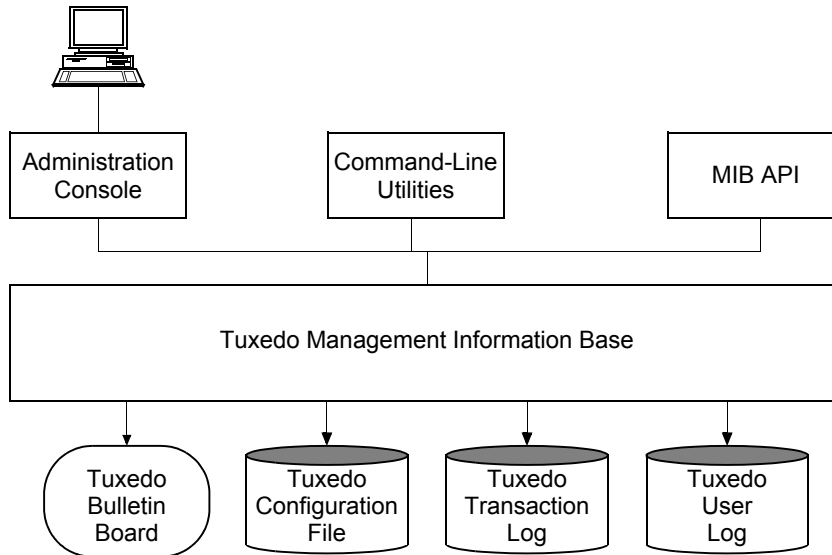 Administration
Console
Command-Line
Utilities
MIB API
Tuxedo Management Information Base
Tuxedo
Bulletin
Board
Tuxedo
Configuration
File
Tuxedo
Transaction
Log
Tuxedo
User
Log